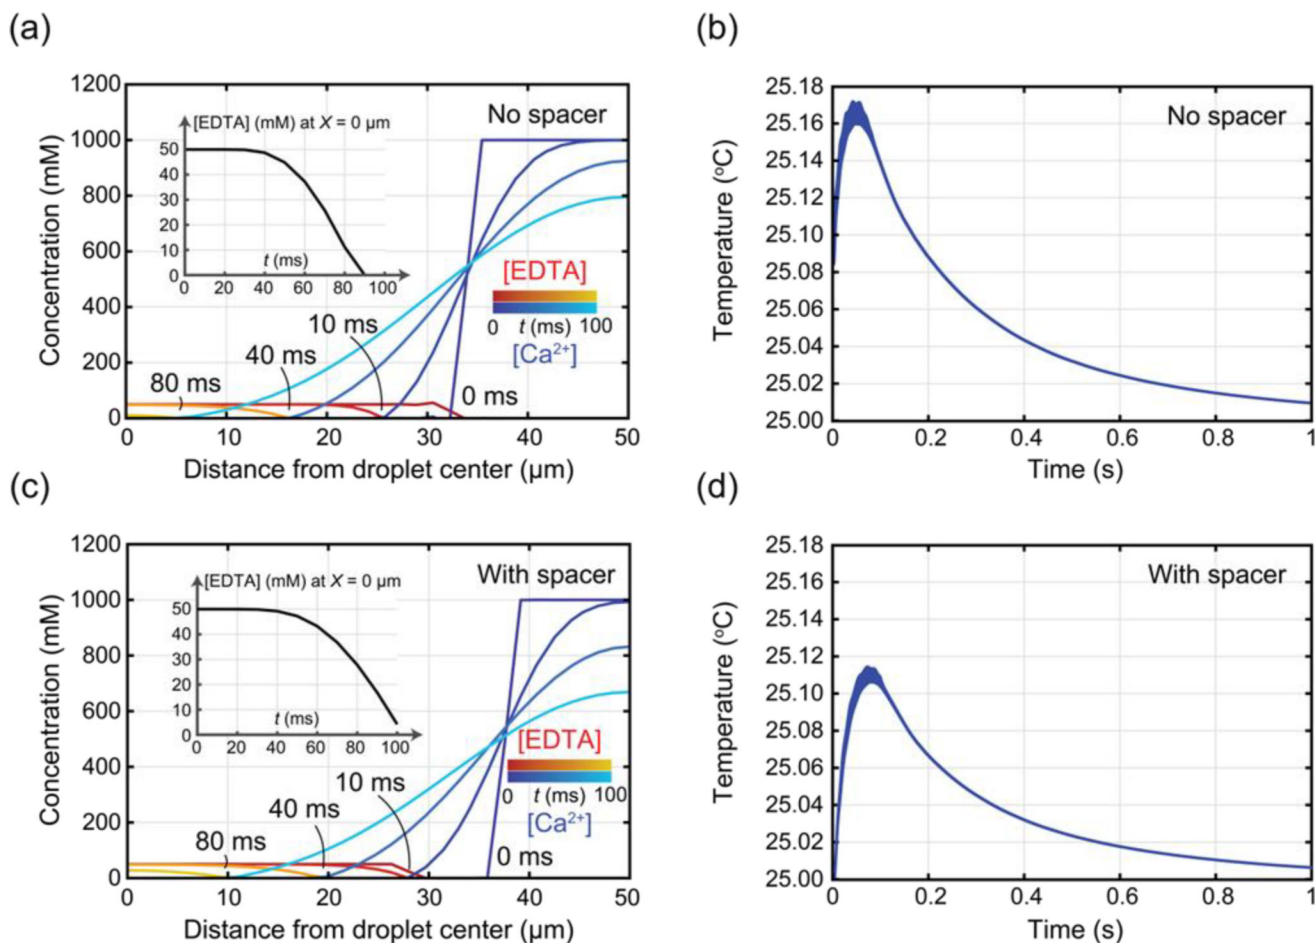 (a)
1200
1000
800
600
400
200
0
Concentration (mM)
0 10 20 30 40 50
Distance from droplet center (µm)
No spacer
[EDTA] (mM) at X = 0 µm
50
40
30
20
10
0
t (ms)
0 20 40 60 80 100
[EDTA]
0 t (ms) 100
[Ca²⁺]
10 ms
40 ms
80 ms
0 ms
(b)
25.18
25.16
25.14
25.12
25.10
25.08
25.06
25.04
25.02
25.00
Temperature (°C)
No spacer
0 0.2 0.4 0.6 0.8 1
Time (s)
(c)
1200
1000
800
600
400
200
0
Concentration (mM)
0 10 20 30 40 50
Distance from droplet center (µm)
With spacer
[EDTA] (mM) at X = 0 µm
50
40
30
20
10
0
t (ms)
0 20 40 60 80 100
[EDTA]
0 t (ms) 100
[Ca²⁺]
10 ms
40 ms
80 ms
0 ms
(d)
25.18
25.16
25.14
25.12
25.10
25.08
25.06
25.04
25.02
25.00
Temperature (°C)
With spacer
0 0.2 0.4 0.6 0.8 1
Time (s)